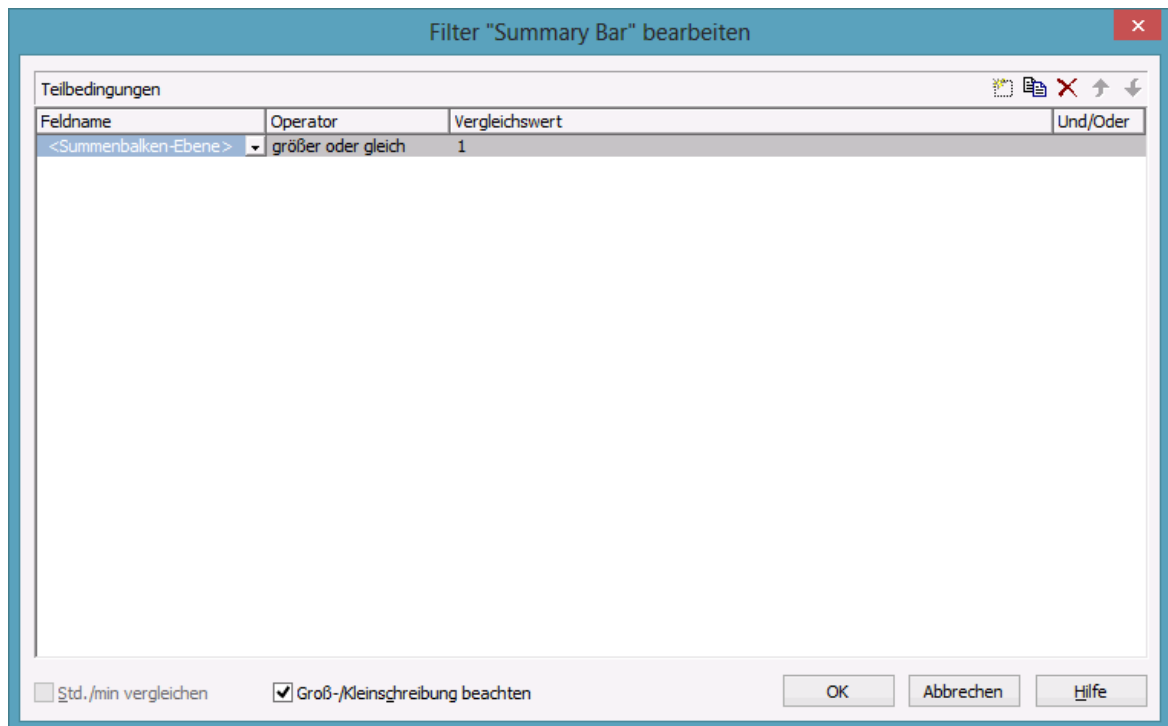 Filter "Summary Bar" bearbeiten
Teilbedingungen
Feldname Operator Vergleichswert Und/Oder
<Summenbalken-Ebene> größer oder gleich 1
Std./min vergleichen Groß-/Kleinschreibung beachten OK Abbrechen Hilfe